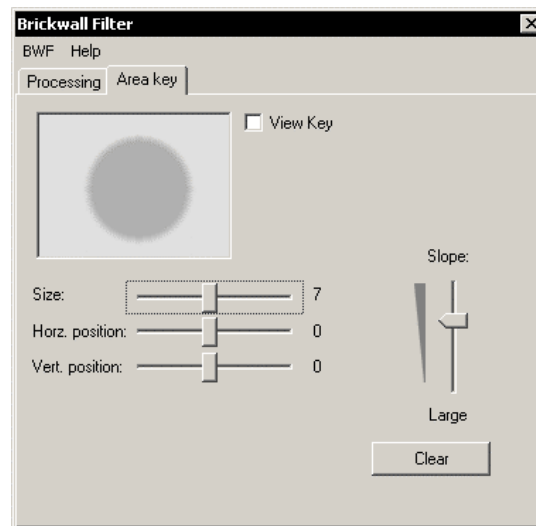 Brickwall Filter
BWF Help
Processing Area key
View Key
Slope:
Size: 7
Horz. position: 0
Vert. position: 0
Large
Clear